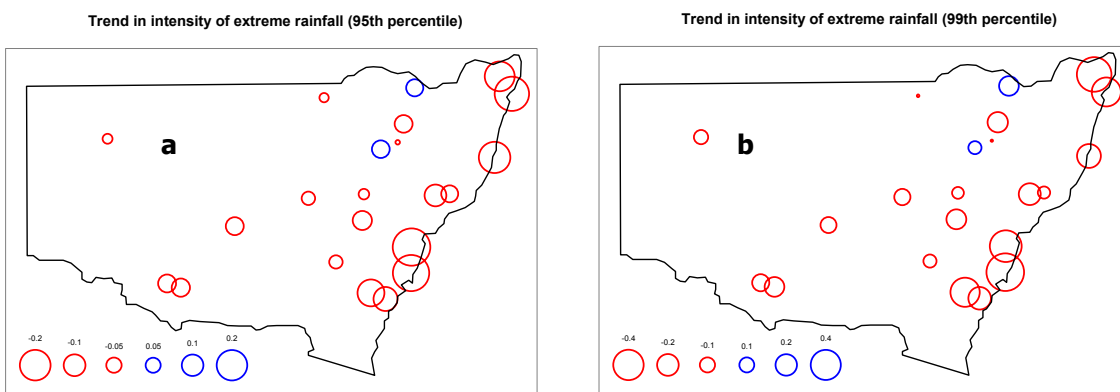 Trend in intensity of extreme rainfall (95th percentile)
a
-0.2 -0.1 -0.05 0.05 0.1 0.2
Trend in intensity of extreme rainfall (99th percentile)
b
-0.4 -0.2 -0.1 0.1 0.2 0.4